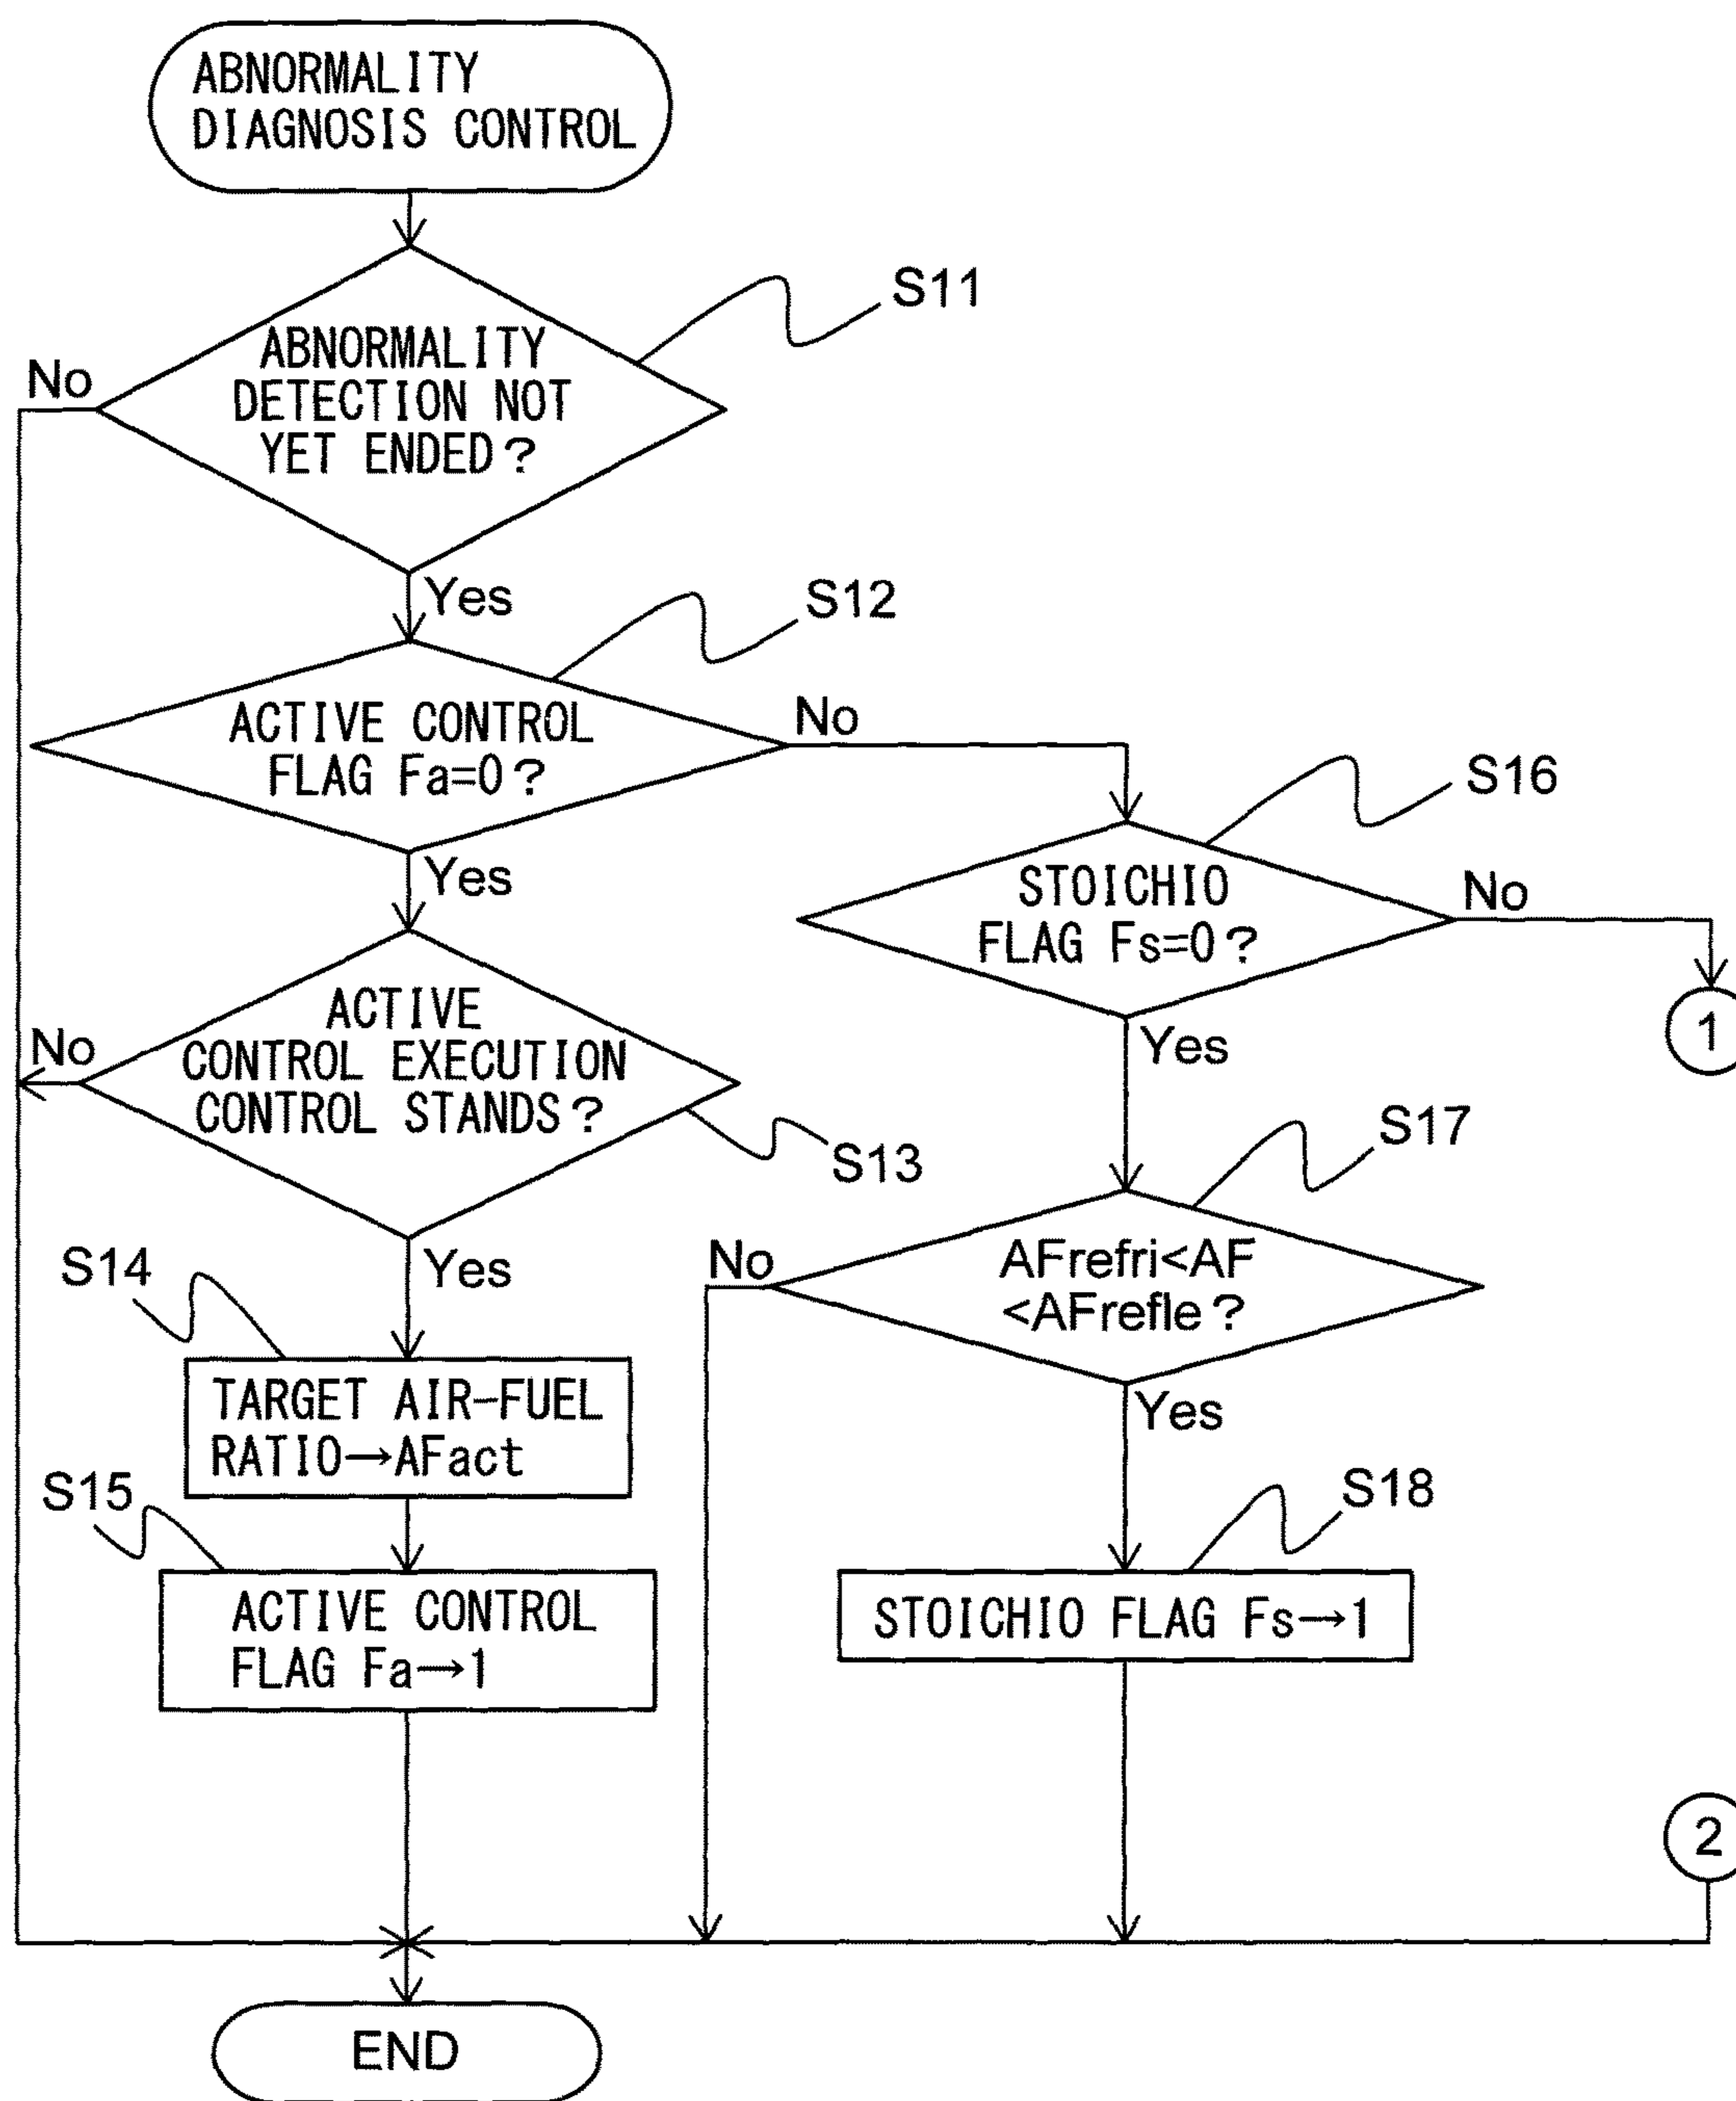 ABNORMALITY
DIAGNOSIS CONTROL
S11
ABNORMALITY
DETECTION NOT
YET ENDED?
No
Yes
S12
ACTIVE CONTROL
FLAG Fa=0?
No
Yes
S16
STOICHIO
FLAG Fs=0?
No
1
Yes
ACTIVE
CONTROL EXECUTION
CONTROL STANDS?
No
S13
Yes
S17
AFrefri<AF
<AFrefle?
No
Yes
S14
TARGET AIR-FUEL
RATIO→AFact
S15
ACTIVE CONTROL
FLAG Fa→1
S18
STOICHIO FLAG Fs→1
2
END